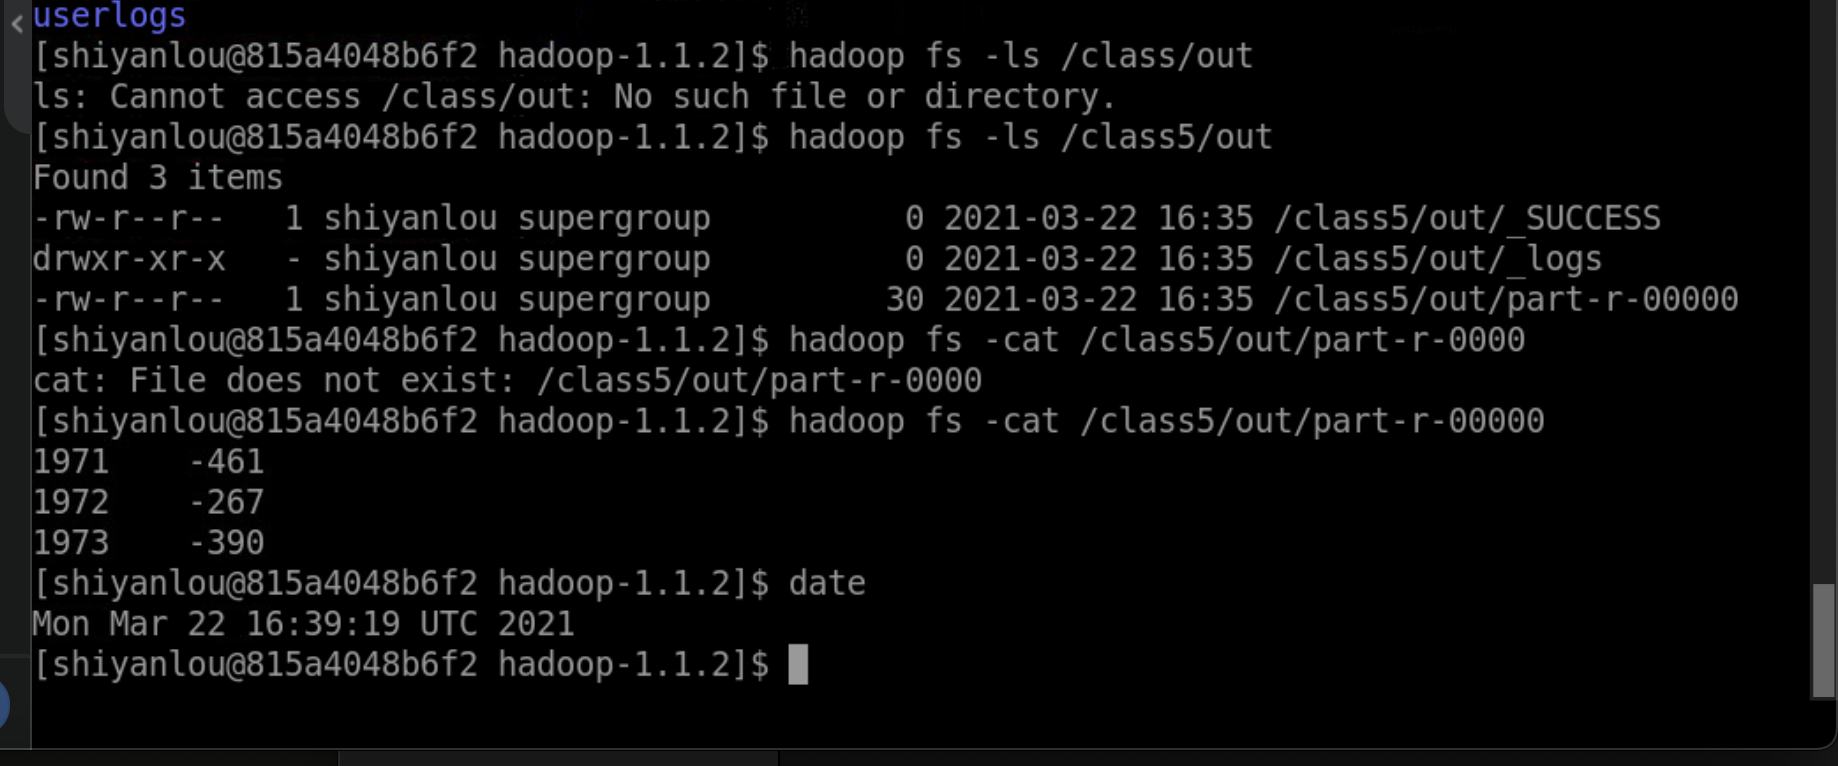 userlogs
[shiyanlou@815a4048b6f2 hadoop-1.1.2]$ hadoop fs -ls /class/out
ls: Cannot access /class/out: No such file or directory.
[shiyanlou@815a4048b6f2 hadoop-1.1.2]$ hadoop fs -ls /class5/out
Found 3 items
-rw-r--r--   1 shiyanlou supergroup          0 2021-03-22 16:35 /class5/out/_SUCCESS
drwxr-xr-x   - shiyanlou supergroup          0 2021-03-22 16:35 /class5/out/_logs
-rw-r--r--   1 shiyanlou supergroup         30 2021-03-22 16:35 /class5/out/part-r-00000
[shiyanlou@815a4048b6f2 hadoop-1.1.2]$ hadoop fs -cat /class5/out/part-r-0000
cat: File does not exist: /class5/out/part-r-0000
[shiyanlou@815a4048b6f2 hadoop-1.1.2]$ hadoop fs -cat /class5/out/part-r-00000
1971    -461
1972    -267
1973    -390
[shiyanlou@815a4048b6f2 hadoop-1.1.2]$ date
Mon Mar 22 16:39:19 UTC 2021
[shiyanlou@815a4048b6f2 hadoop-1.1.2]$